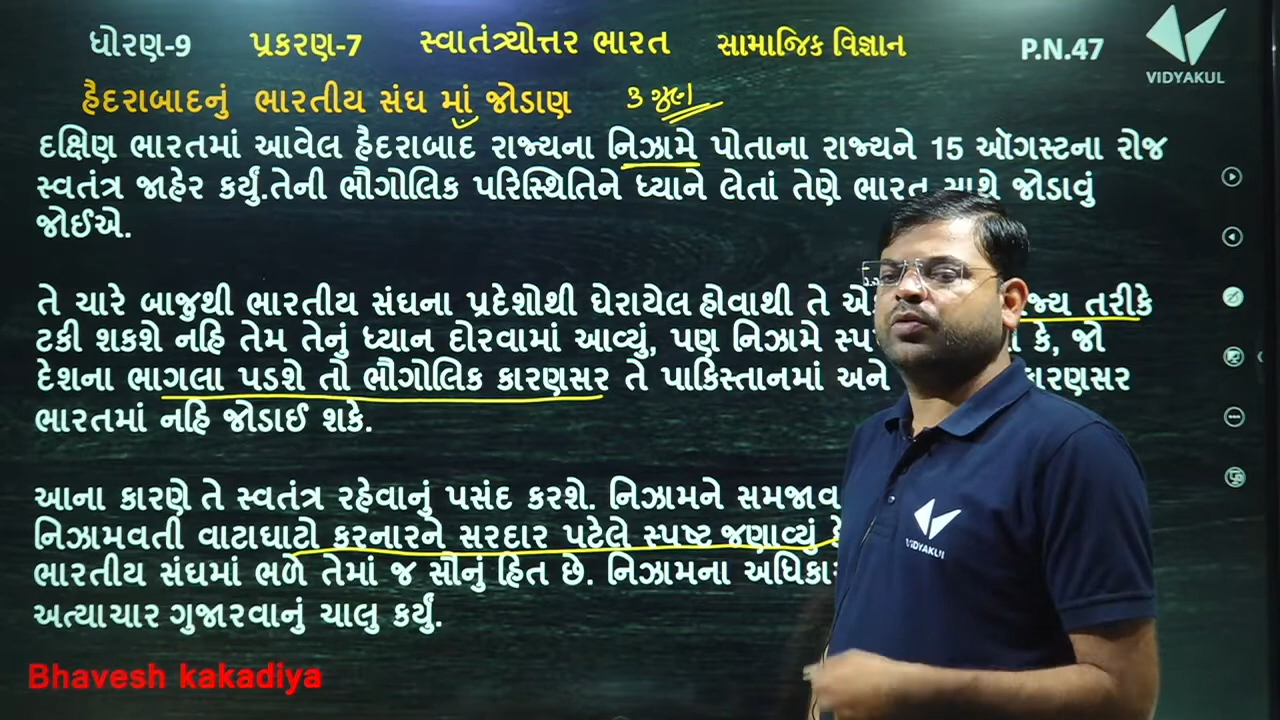 ધોરણ-9 પ્રકરણ-7 સ્વાતંત્ર્યોત્તર ભારત સામાજિક વિજ્ઞાન P.N.47
VIDYAKUL
હૈદરાબાદનું ભારતીય સંઘ માં જોડાણ
દક્ષિણ ભારતમાં આવેલ હૈદરાબાદ રાજ્યના નિઝામે પોતાના રાજ્યને 15 ઑગસ્ટના રોજ
સ્વતંત્ર જાહેર કર્યું.તેની ભૌગોલિક પરિસ્થિતિને ધ્યાને લેતાં તેણે ભારત સાથે જોડાવું
જોઈએ.
તે ચારે બાજુથી ભારતીય સંઘના પ્રદેશોથી ઘેરાયેલ હોવાથી તે તરીકે
ટકી શકશે નહિ તેમ તેનું ધ્યાન દોરવામાં આવ્યું, પણ નિઝામે કે, જો
દેશના ભાગલા પડશે તો ભૌગોલિક કારણસર તે પાકિસ્તાનમાં અને કારણસર
ભારતમાં નહિ જોડાઈ શકે.
આના કારણે તે સ્વતંત્ર રહેવાનું પસંદ કરશે. નિઝામને
નિઝામવતી વાટાઘાટો કરનારને સરદાર પટેલે સ્પષ્ટ જણાવ્યું
ભારતીય સંઘમાં ભળે તેમાં જ સૌનું હિત છે. નિઝામના
અત્યાચાર ગુજારવાનું ચાલુ કર્યું.
VIDYAKUL
Bhavesh kakadiya